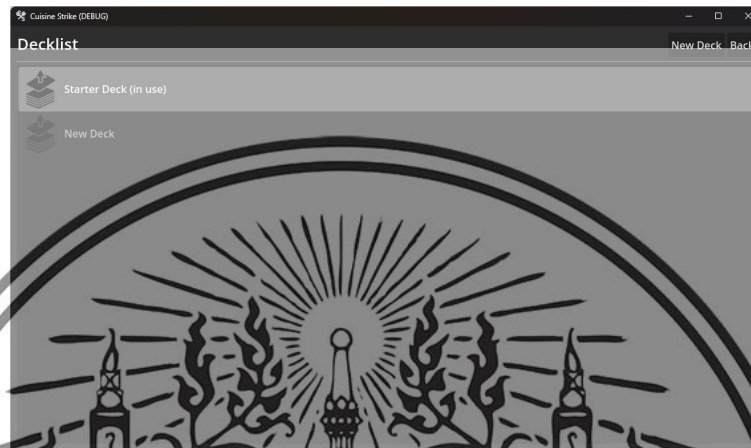 Cuisine Strike (DEBUG)
Decklist
New Deck Back
Starter Deck (in use)
New Deck